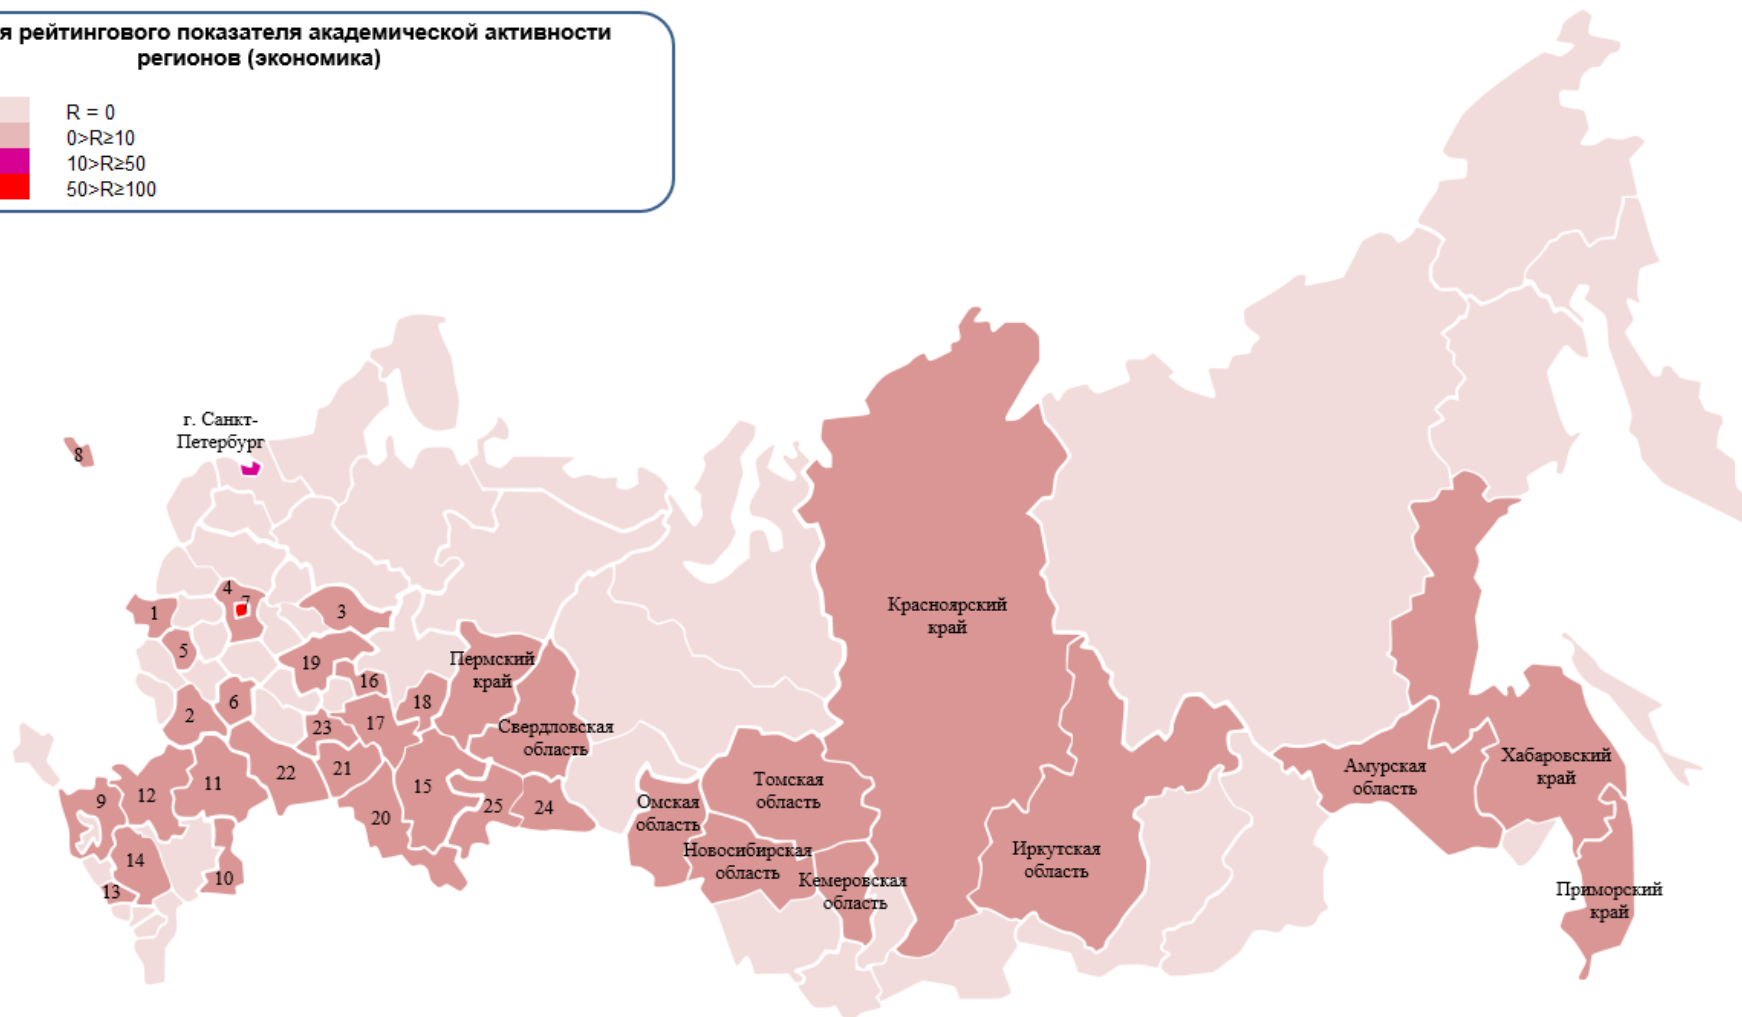 я рейтингового показателя академической активности
регионов (экономика)
R = 0
0>R≥10
10>R≥50
50>R≥100
г. Санкт-
Петербург
8
4
7
1
3
5
19
Пермский
край
16
6
18
2
23
17
Свердловская
область
22
21
11
9
12
15
25
24
20
14
13
10
Омская
область
Томская
область
Новосибирская
область
Кемеровская
область
Красноярский
край
Иркутская
область
Амурская
область
Хабаровский
край
Приморский
край